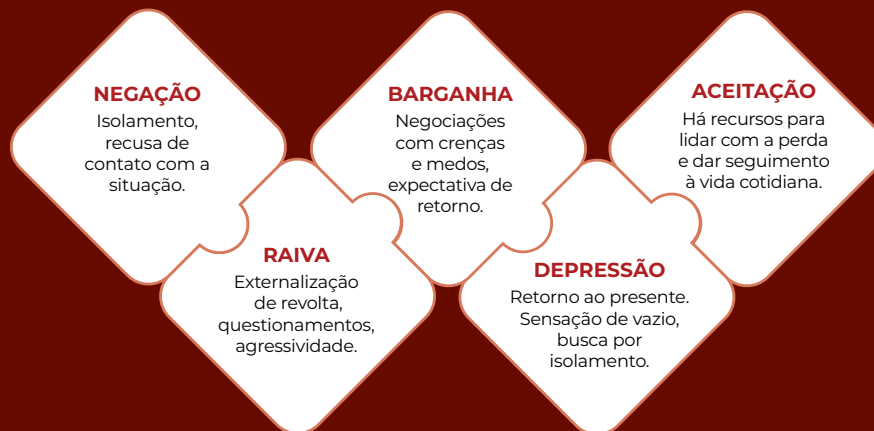 NEGAÇÃO
Isolamento,
recusa de
contato com a
situação.
RAIVA
Externalização
de revolta,
questionamentos,
agressividade.
BARGANHA
Negociações
com crenças
e medos,
expectativa de
retorno.
DEPRESSÃO
Retorno ao presente.
Sensação de vazio,
busca por
isolamento.
ACEITAÇÃO
Há recursos para
lidar com a perda
e dar seguimento
à vida cotidiana.